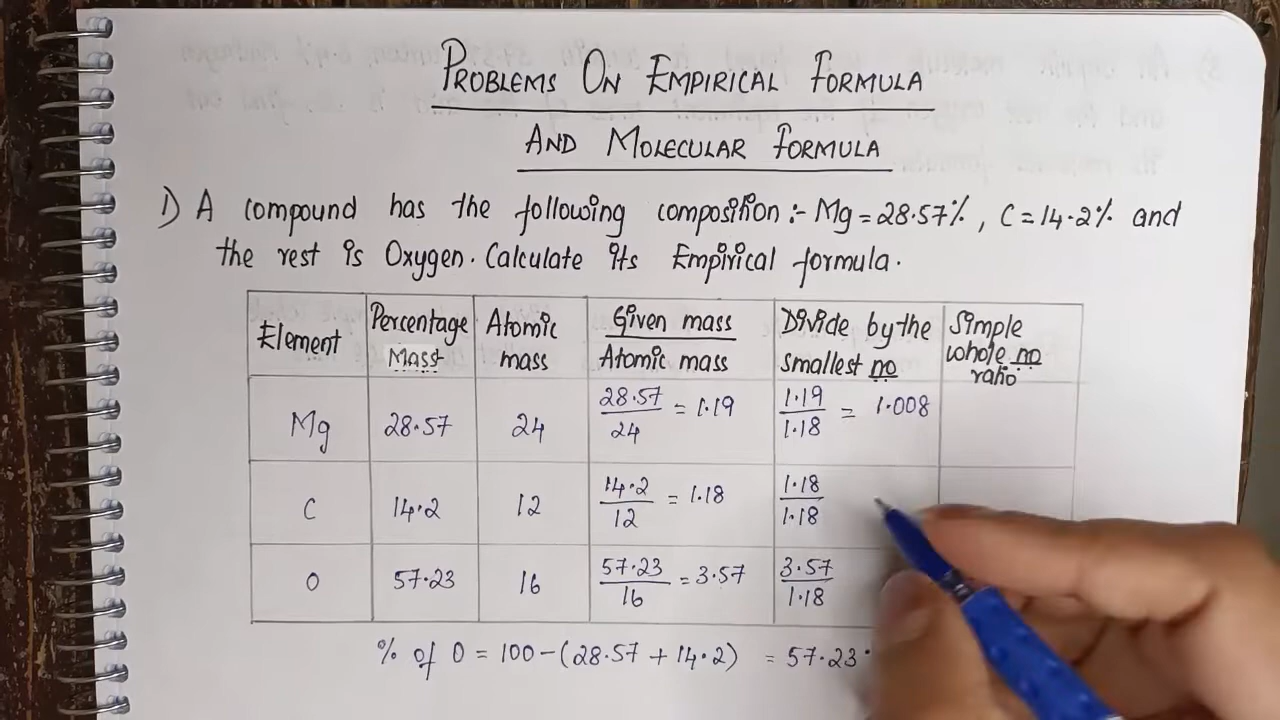 PROBLEMS ON EMPIRICAL FORMULA
AND MOLECULAR FORMULA
1) A compound has the following composition :- Mg = 28.57%, C = 14.2% and
the rest is Oxygen. Calculate its Empirical formula.
Element
Percentage
Mass
Atomic
mass
Given mass
Atomic mass
Divide by the
smallest no
Simple
whole no
ratio
Mg
28.57
24
28.57
24
= 1.19
1.19
1.18
= 1.008
C
14.2
12
14.2
12
= 1.18
1.18
1.18
O
57.23
16
57.23
16
= 3.57
3.57
1.18
% of O = 100 - (28.57 + 14.2) = 57.23